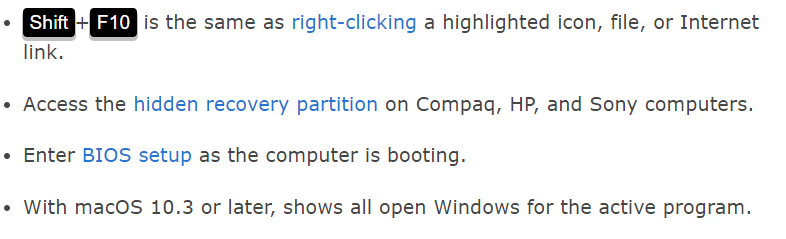 • Shift+F10 is the same as right-clicking a highlighted icon, file, or Internet
link.
• Access the hidden recovery partition on Compaq, HP, and Sony computers.
• Enter BIOS setup as the computer is booting.
• With macOS 10.3 or later, shows all open Windows for the active program.